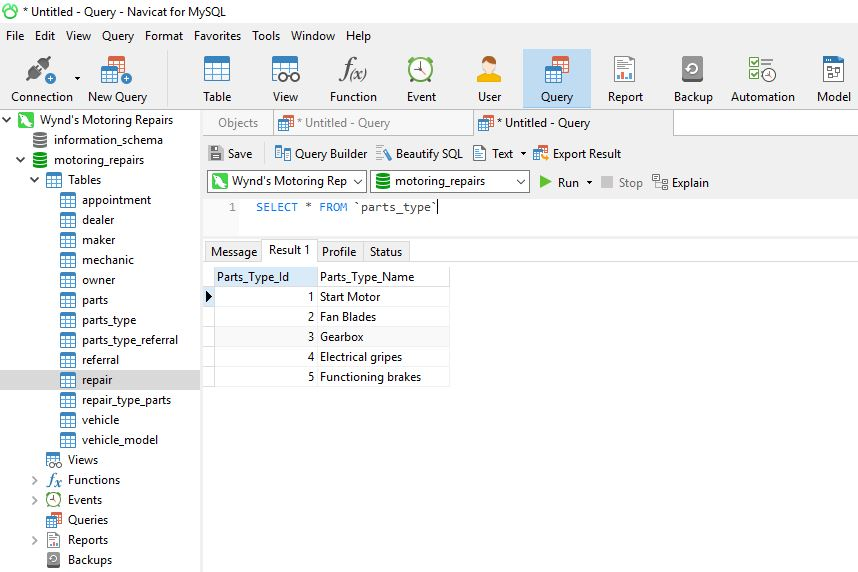 * Untitled - Query - Navicat for MySQL
File Edit View Query Format Favorites Tools Window Help
Connection New Query Table View Function Event User Query Report Backup Automation Model
f(x)
Wynd's Motoring Repairs
information_schema
motoring_repairs
Tables
appointment
dealer
maker
mechanic
owner
parts
parts_type
parts_type_referral
referral
repair
repair_type_parts
vehicle
vehicle_model
Views
fx Functions
Events
Queries
Reports
Backups
Objects * Untitled - Query * Untitled - Query
Save Query Builder Beautify SQL Text Export Result
Wynd's Motoring Rep motoring_repairs Run Stop Explain
1 SELECT * FROM `parts_type`
Message Result 1 Profile Status
Parts_Type_Id Parts_Type_Name
1 Start Motor
2 Fan Blades
3 Gearbox
4 Electrical gripes
5 Functioning brakes